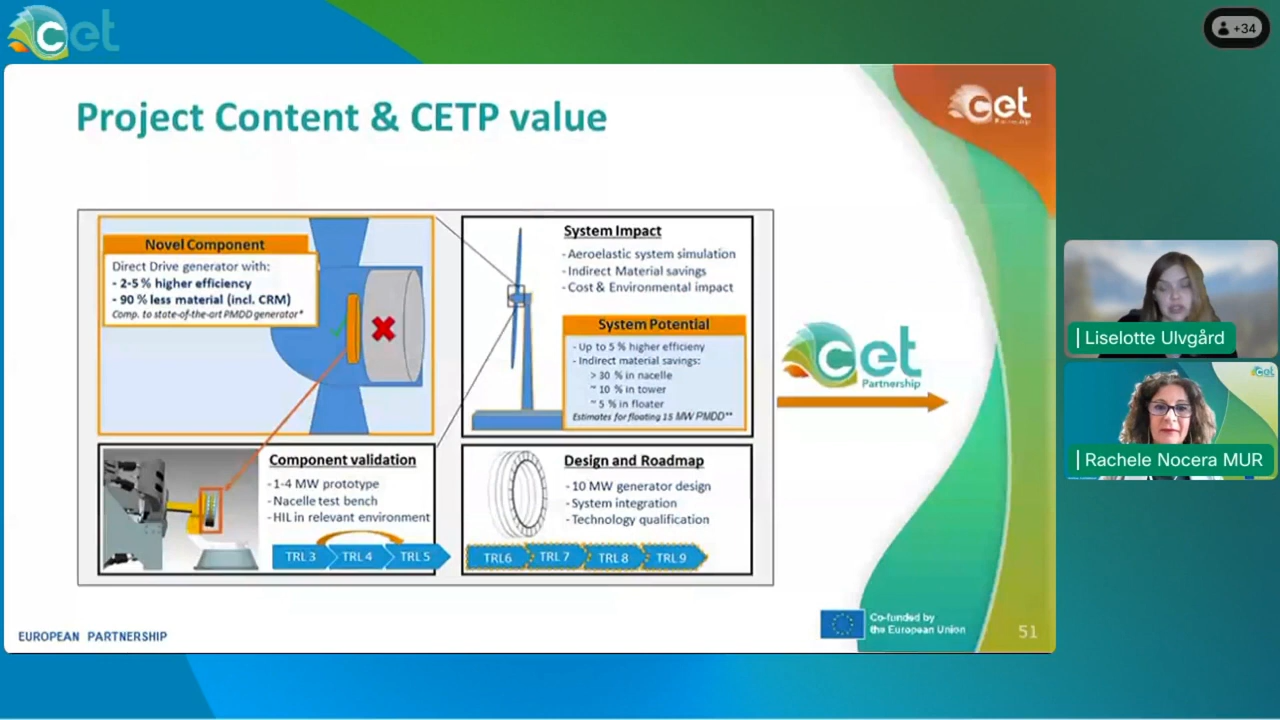 cet
+34
Project Content & CETP value
cet
Partnership
Novel Component
Direct Drive generator with:
- 2-5 % higher efficiency
- 90 % less material (incl. CRM)
Comp. to state-of-the-art PMDD generator*
System Impact
- Aeroelastic system simulation
- Indirect Material savings
- Cost & Environmental impact
System Potential
- Up to 5 % higher efficieny
- Indirect material savings:
> 30 % in nacelle
~ 10 % in tower
~ 5 % in floater
Estimates for floating 15 MW PMDD**
Component validation
- 1-4 MW prototype
- Nacelle test bench
- HIL in relevant environment
TRL 3 TRL 4 TRL 5
Design and Roadmap
- 10 MW generator design
- System integration
- Technology qualification
TRL6 TRL 7 TRL 8 TRL 9
cet
Partnership
Liselotte Ulvgård
cet
Rachele Nocera MUR
EUROPEAN PARTNERSHIP
Co-funded by
the European Union
51